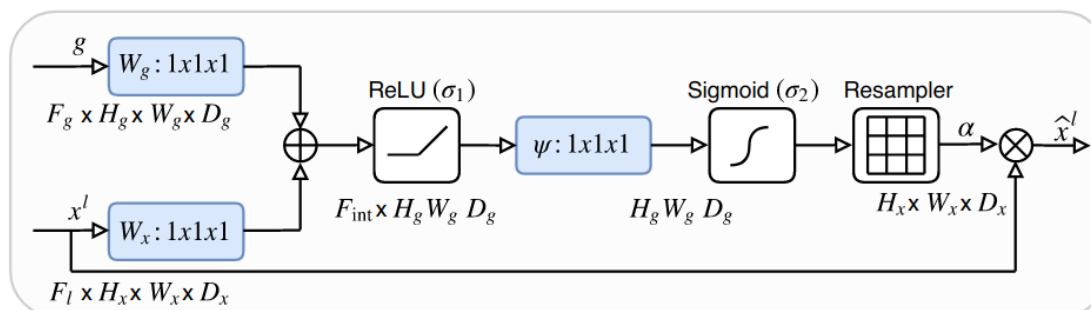 g
W_g : 1x1x1
F_g x H_g x W_g x D_g
x^l
W_x : 1x1x1
F_l x H_x x W_x x D_x
ReLU (σ_1)
F_int x H_g W_g D_g
ψ : 1x1x1
H_g W_g D_g
Sigmoid (σ_2)
Resampler
α
H_x x W_x x D_x
x̂^l